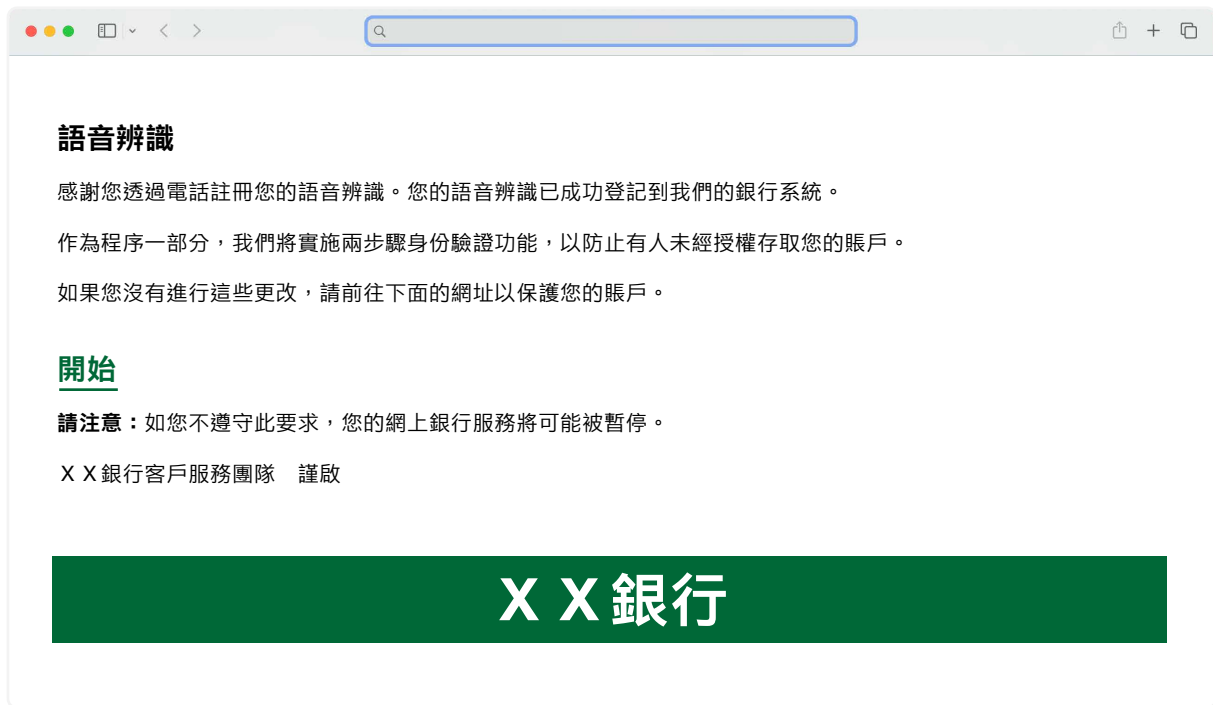 語音辨識
感謝您透過電話註冊您的語音辨識。您的語音辨識已成功登記到我們的銀行系統。
作為程序一部分，我們將實施兩步驟身份驗證功能，以防止有人未經授權存取您的賬戶。
如果您沒有進行這些更改，請前往下面的網址以保護您的賬戶。
開始
請注意：如您不遵守此要求，您的網上銀行服務將可能被暫停。
ＸＸ銀行客戶服務團隊　謹啟
ＸＸ銀行